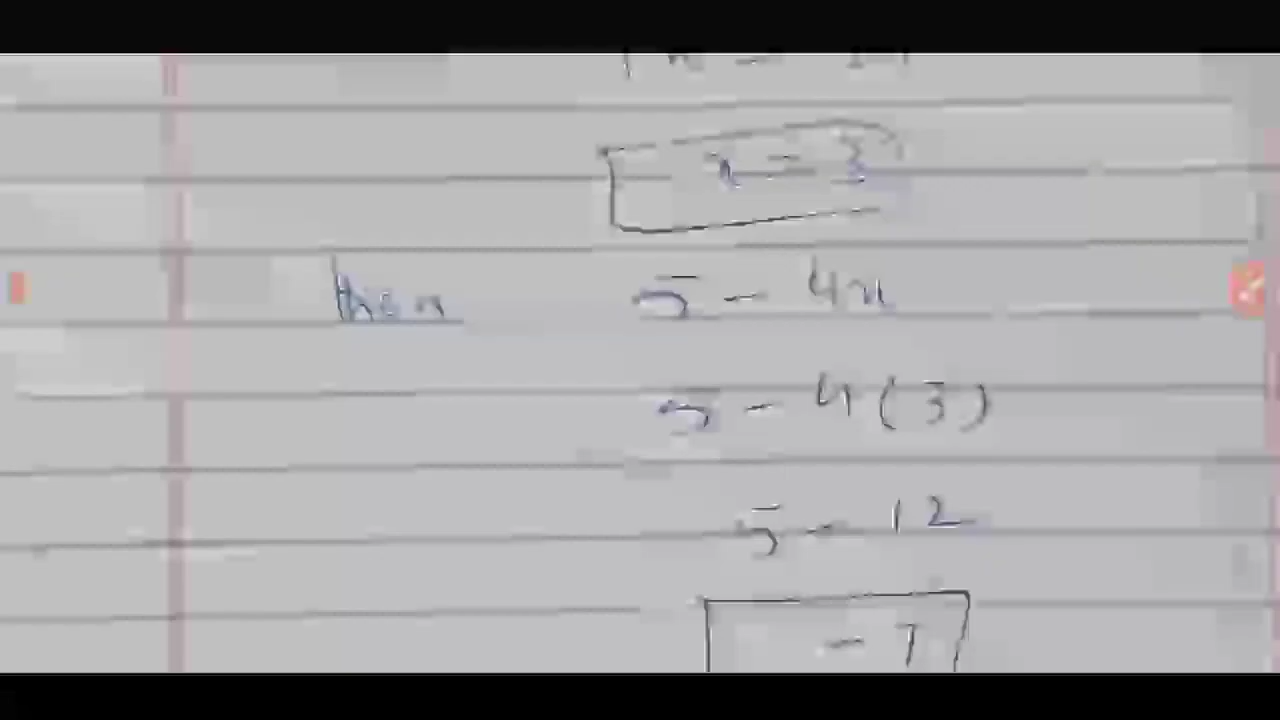 x = 3
then 5 - 4x
5 - 4(3)
5 - 12
- 7